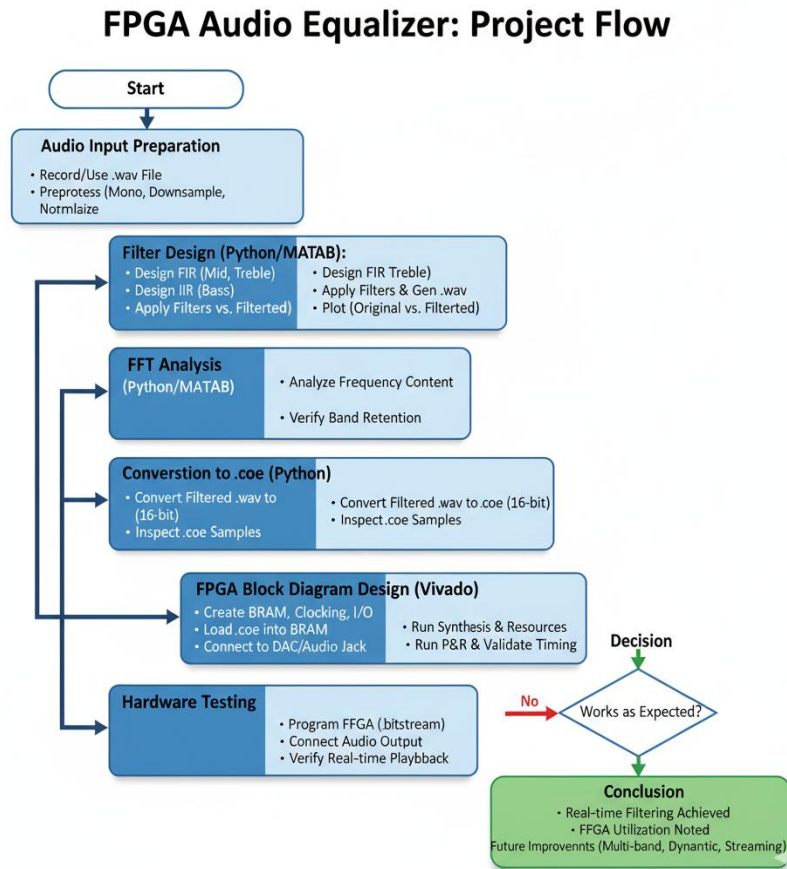 FPGA Audio Equalizer: Project Flow
Start
Audio Input Preparation
• Record/Use .wav File
• Preprotess (Mono, Downsample,
Normlaize
Filter Design (Python/MATAB):
• Design FIR (Mid, Treble)
• Design IIR (Bass)
• Apply Filters vs. Filterted)
• Design FIR Treble)
• Apply Filters & Gen .wav
• Plot (Original vs. Filterted)
FFT Analysis
(Python/MATAB)
• Analyze Frequency Content
• Verify Band Retention
Converstion to .coe (Python)
• Convert Filtered .wav to
(16-bit)
• Inspect .coe Samples
• Convert Filtered .wav to .coe (16-bit)
• Inspect .coe Samples
FPGA Block Diagram Design (Vivado)
• Create BRAM, Clocking, I/O
• Load .coe into BRAM
• Connect to DAC/Audio Jack
• Run Synthesis & Resources
• Run P&R & Validate Timing
Hardware Testing
• Program FFGA (.bitstream)
• Connect Audio Output
• Verify Real-time Playbback
Decision
No
Works as Expected?
Conclusion
• Real-time Filtering Achieved
• FFGA Utilization Noted
Future Improvennts (Multi-band, Dynantic, Streaming)